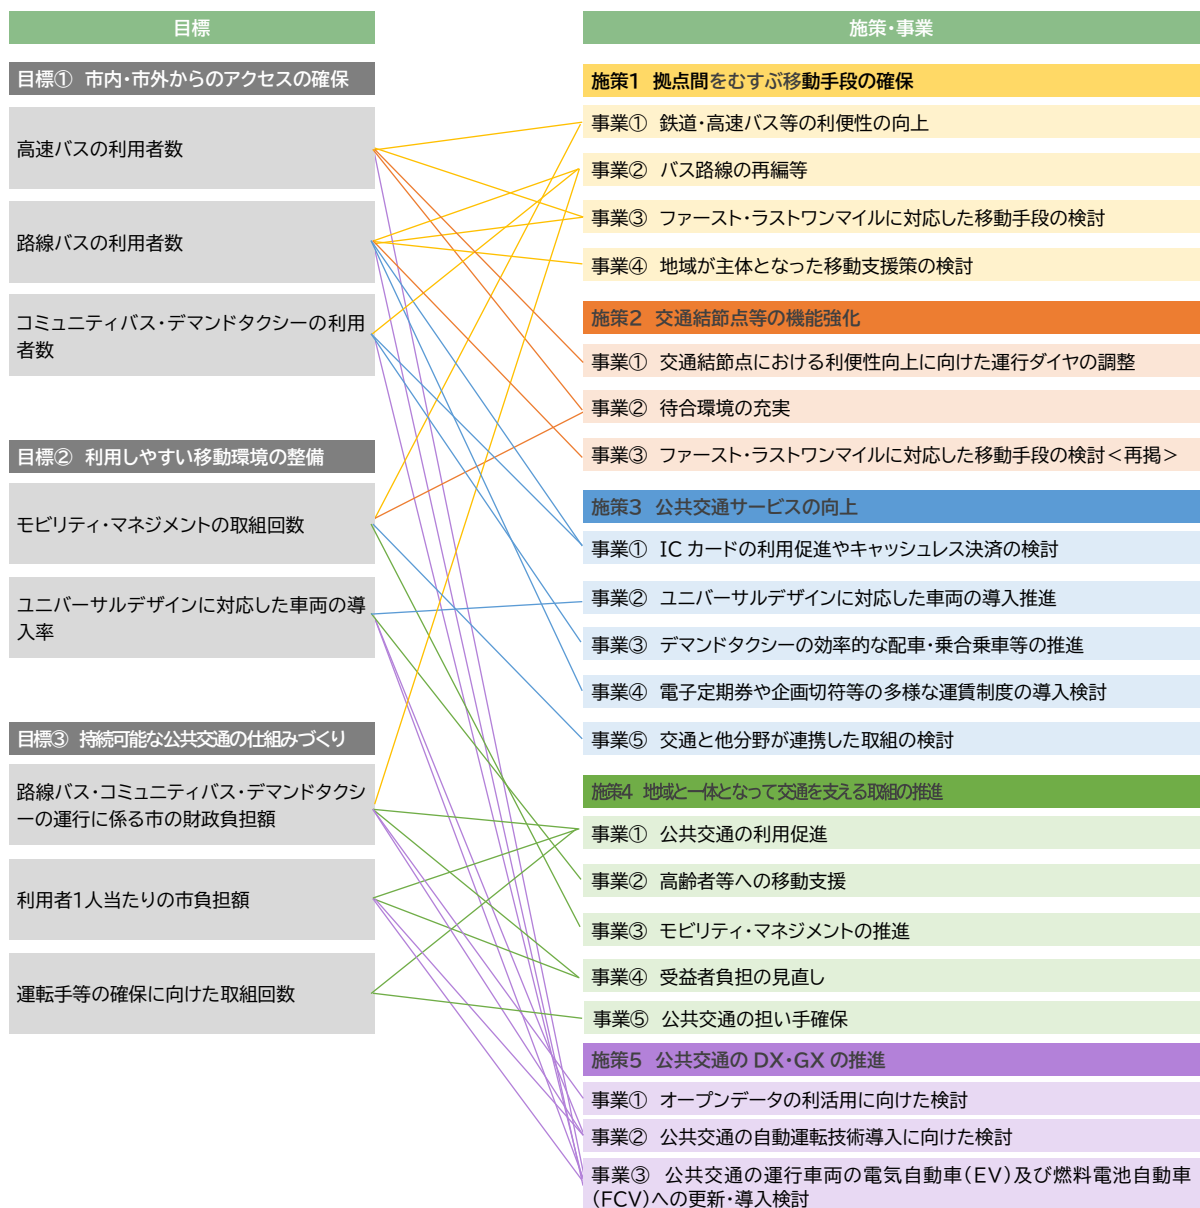 目標
目標① 市内・市外からのアクセスの確保
高速バスの利用者数
路線バスの利用者数
コミュニティバス・デマンドタクシーの利用
者数
目標② 利用しやすい移動環境の整備
モビリティ・マネジメントの取組回数
ユニバーサルデザインに対応した車両の導
入率
目標③ 持続可能な公共交通の仕組みづくり
路線バス・コミュニティバス・デマンドタクシ
ーの運行に係る市の財政負担額
利用者1人当たりの市負担額
運転手等の確保に向けた取組回数
施策・事業
施策1 拠点間をむすぶ移動手段の確保
事業① 鉄道・高速バス等の利便性の向上
事業② バス路線の再編等
事業③ ファースト・ラストワンマイルに対応した移動手段の検討
事業④ 地域が主体となった移動支援策の検討
施策2 交通結節点等の機能強化
事業① 交通結節点における利便性向上に向けた運行ダイヤの調整
事業② 待合環境の充実
事業③ ファースト・ラストワンマイルに対応した移動手段の検討<再掲>
施策3 公共交通サービスの向上
事業① ICカードの利用促進やキャッシュレス決済の検討
事業② ユニバーサルデザインに対応した車両の導入推進
事業③ デマンドタクシーの効率的な配車・乗合乗車等の推進
事業④ 電子定期券や企画切符等の多様な運賃制度の導入検討
事業⑤ 交通と他分野が連携した取組の検討
施策4 地域と一体となって交通を支える取組の推進
事業① 公共交通の利用促進
事業② 高齢者等への移動支援
事業③ モビリティ・マネジメントの推進
事業④ 受益者負担の見直し
事業⑤ 公共交通の担い手確保
施策5 公共交通の DX・GX の推進
事業① オープンデータの利活用に向けた検討
事業② 公共交通の自動運転技術導入に向けた検討
事業③ 公共交通の運行車両の電気自動車(EV)及び燃料電池自動車
(FCV)への更新・導入検討